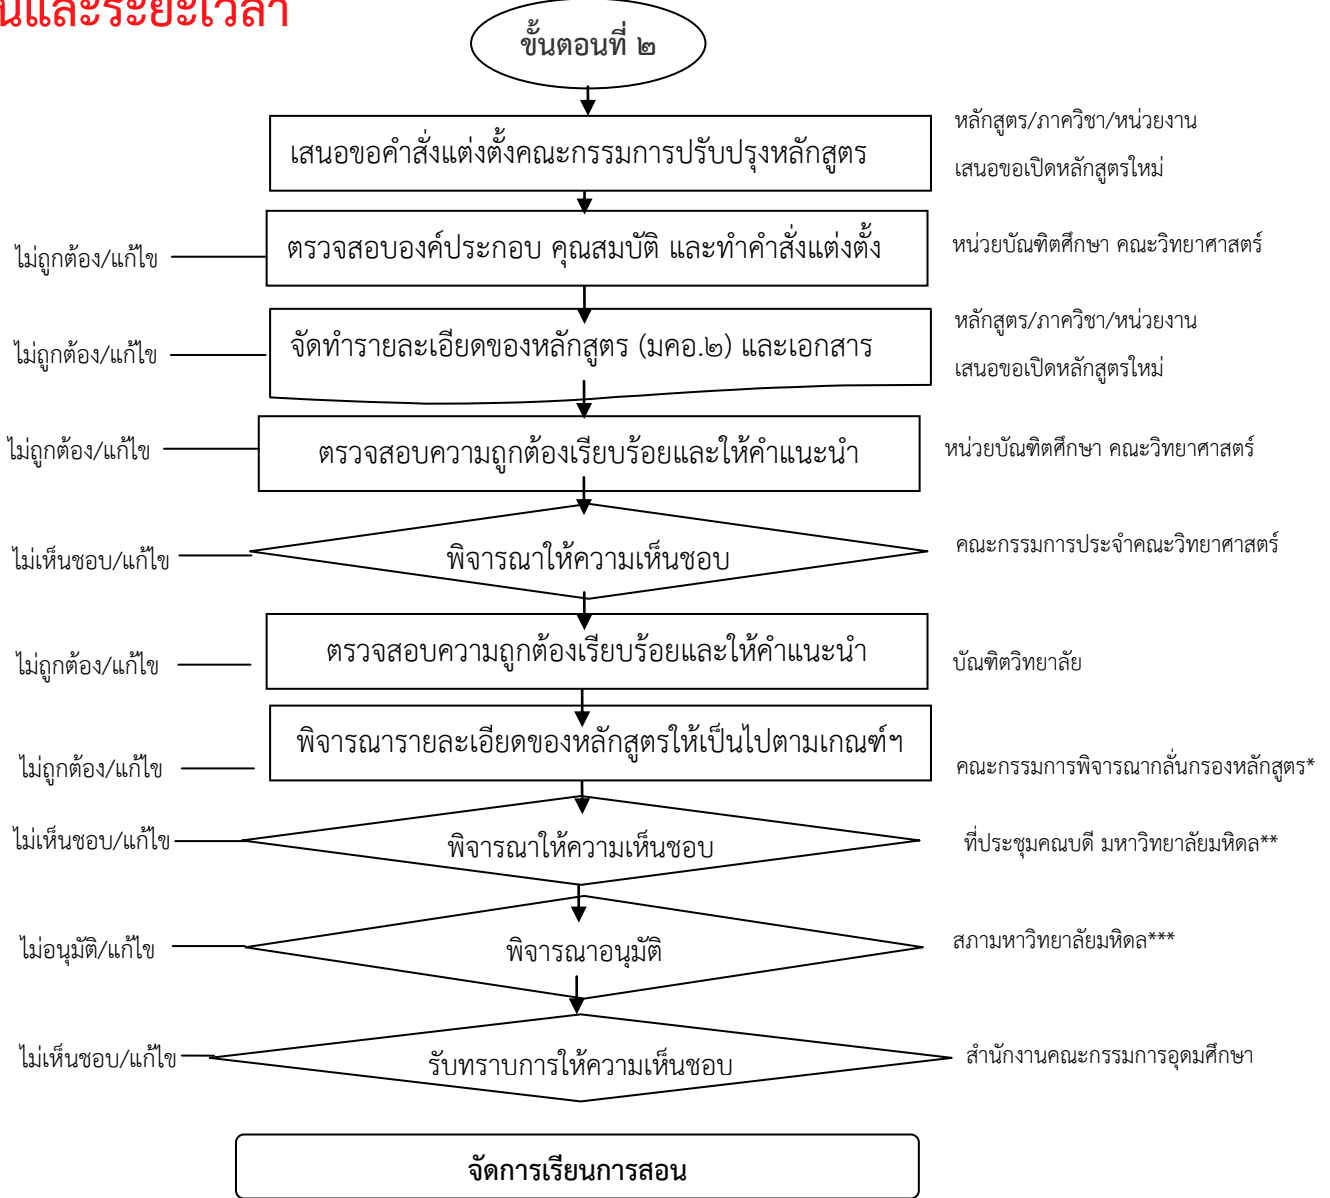 นและระยะเวลา
ขั้นตอนที่ ๒
เสนอขอคำสั่งแต่งตั้งคณะกรรมการปรับปรุงหลักสูตร
หลักสูตร/ภาควิชา/หน่วยงาน
เสนอขอเปิดหลักสูตรใหม่
ไม่ถูกต้อง/แก้ไข
ตรวจสอบองค์ประกอบ คุณสมบัติ และทำคำสั่งแต่งตั้ง
หน่วยบัณฑิตศึกษา คณะวิทยาศาสตร์
ไม่ถูกต้อง/แก้ไข
จัดทำรายละเอียดของหลักสูตร (มคอ.๒) และเอกสาร
หลักสูตร/ภาควิชา/หน่วยงาน
เสนอขอเปิดหลักสูตรใหม่
ไม่ถูกต้อง/แก้ไข
ตรวจสอบความถูกต้องเรียบร้อยและให้คำแนะนำ
หน่วยบัณฑิตศึกษา คณะวิทยาศาสตร์
ไม่เห็นชอบ/แก้ไข
พิจารณาให้ความเห็นชอบ
คณะกรรมการประจำคณะวิทยาศาสตร์
ไม่ถูกต้อง/แก้ไข
ตรวจสอบความถูกต้องเรียบร้อยและให้คำแนะนำ
บัณฑิตวิทยาลัย
ไม่ถูกต้อง/แก้ไข
พิจารณารายละเอียดของหลักสูตรให้เป็นไปตามเกณฑ์ฯ
คณะกรรมการพิจารณากลั่นกรองหลักสูตร*
ไม่เห็นชอบ/แก้ไข
พิจารณาให้ความเห็นชอบ
ที่ประชุมคณบดี มหาวิทยาลัยมหิดล**
ไม่อนุมัติ/แก้ไข
พิจารณาอนุมัติ
สภามหาวิทยาลัยมหิดล***
ไม่เห็นชอบ/แก้ไข
รับทราบการให้ความเห็นชอบ
สำนักงานคณะกรรมการอุดมศึกษา
จัดการเรียนการสอน